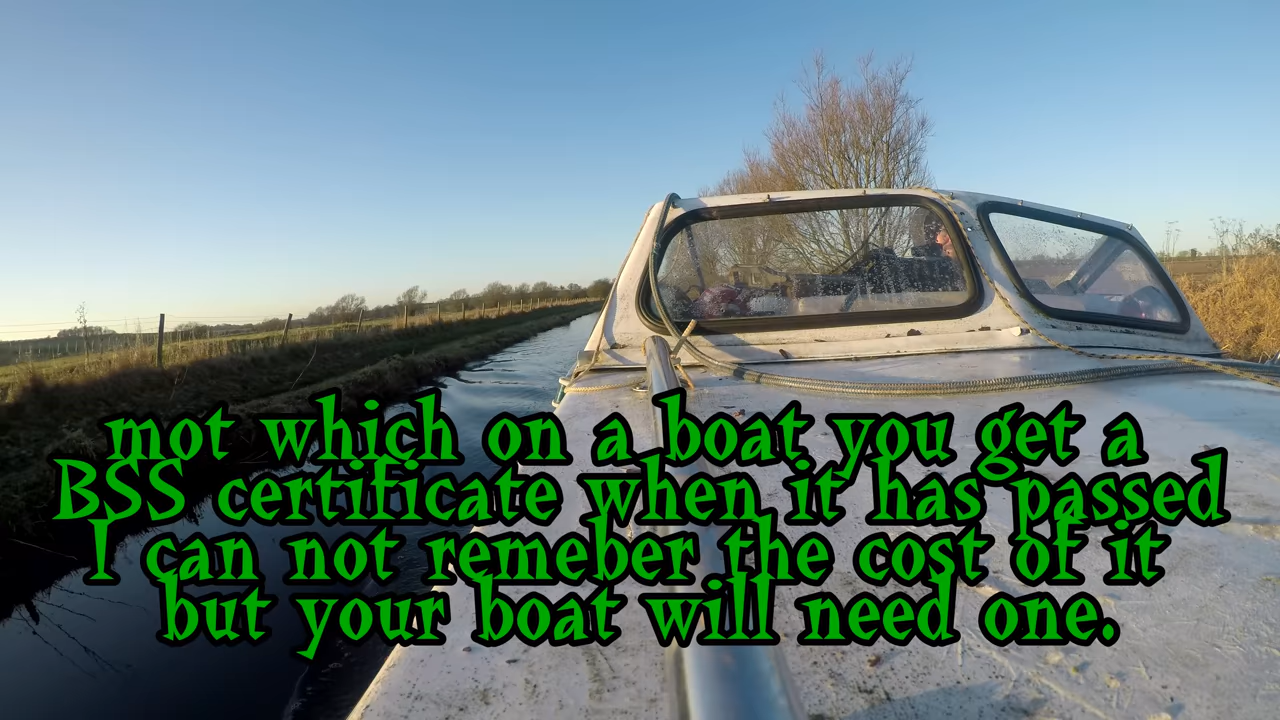 mot which on a boat you get a
BSS certificate when it has passed
I can not remeber the cost of it
but your boat will need one.